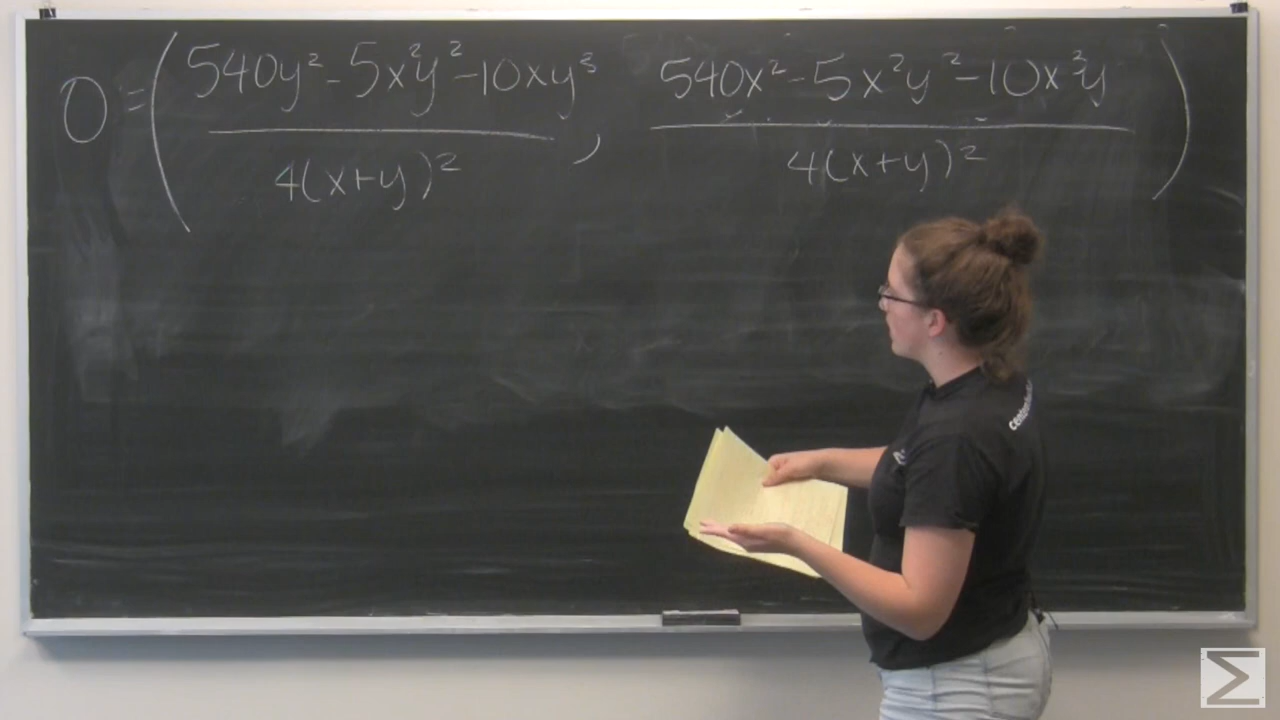 0 = ( (540y² - 5x²y² - 10xy³) / (4(x+y)²) , (540x² - 5x²y² - 10x³y) / (4(x+y)²) )
Σ